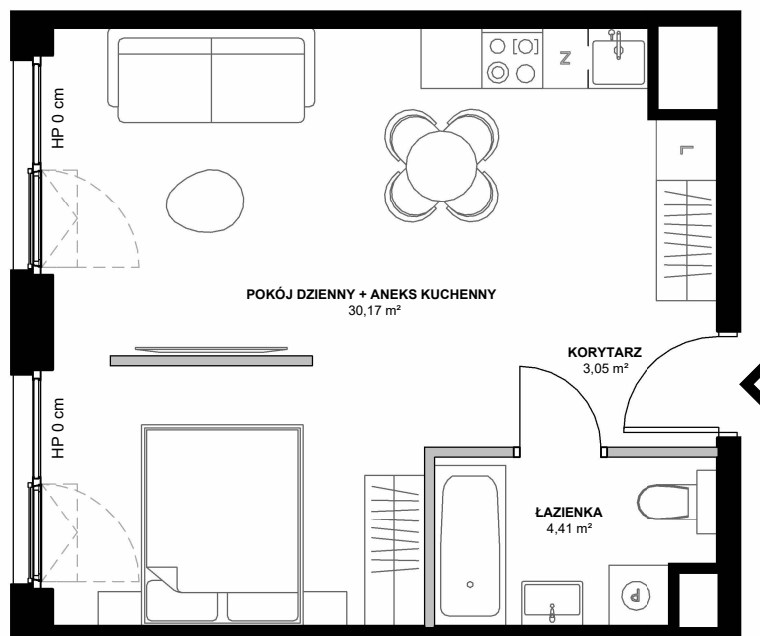 HP 0 cm
Z
L
POKÓJ DZIENNY + ANEKS KUCHENNY
30,17 m²
KORYTARZ
3,05 m²
HP 0 cm
ŁAZIENKA
4,41 m²
P